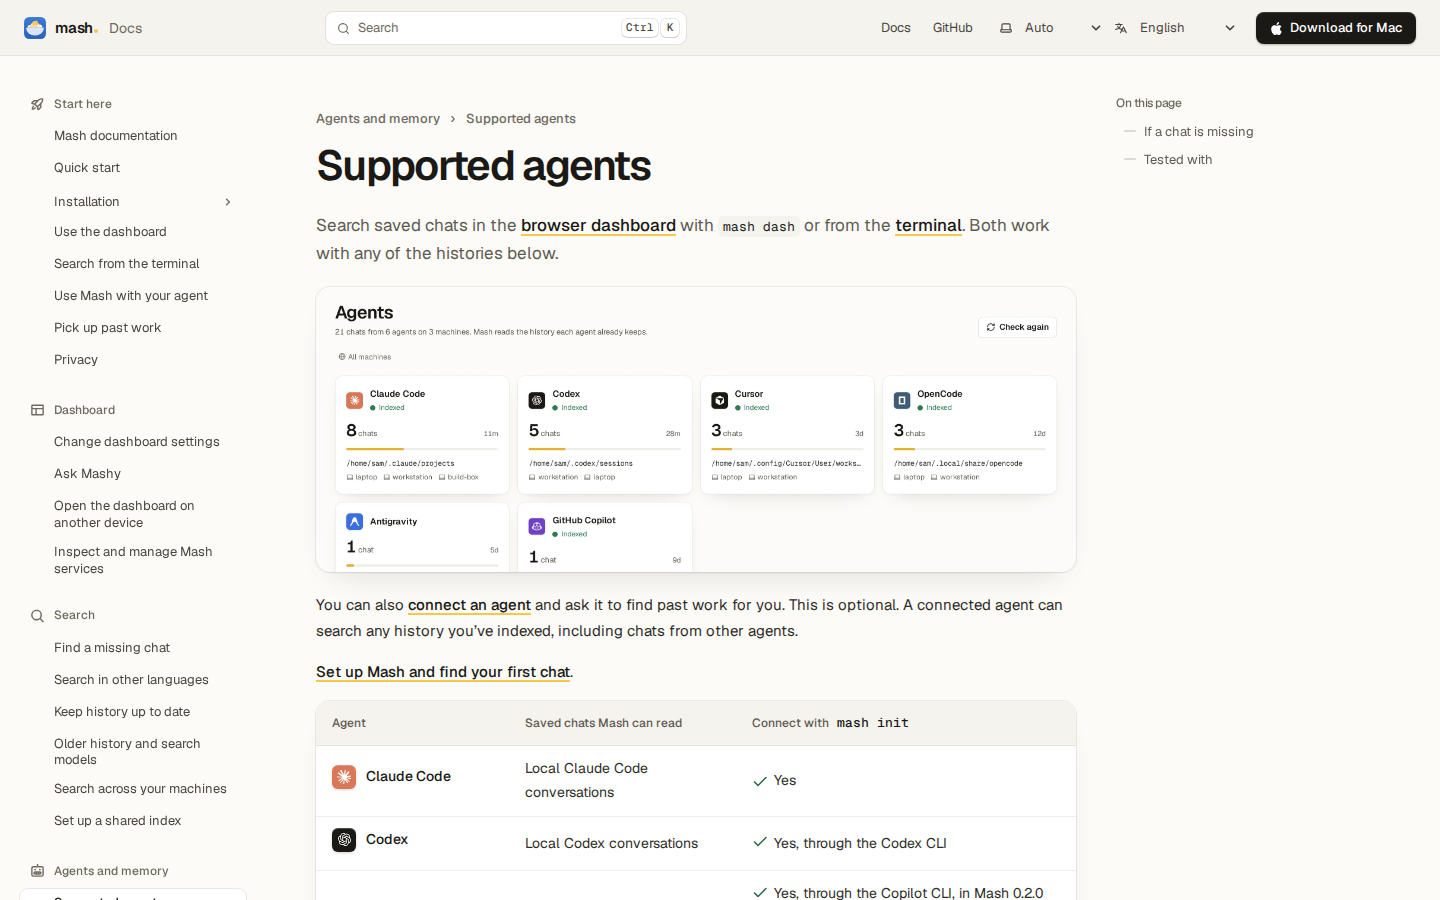 mash. Docs
Search
Ctrl K
Docs
GitHub
Auto
English
Download for Mac
Start here
Mash documentation
Quick start
Installation
Use the dashboard
Search from the terminal
Use Mash with your agent
Pick up past work
Privacy
Dashboard
Change dashboard settings
Ask Mashy
Open the dashboard on
another device
Inspect and manage Mash
services
Search
Find a missing chat
Search in other languages
Keep history up to date
Older history and search
models
Search across your machines
Set up a shared index
Agents and memory
Agents and memory › Supported agents
Supported agents
Search saved chats in the browser dashboard with mash dash or from the terminal. Both work
with any of the histories below.
Agents
21 chats from 6 agents on 3 machines. Mash reads the history each agent already keeps.
Check again
All machines
Claude Code
Indexed
8 chats 11m
/home/sam/.claude/projects
laptop workstation build-box
Codex
Indexed
5 chats 28m
/home/sam/.codex/sessions
workstation laptop
Cursor
Indexed
3 chats 3d
/home/sam/.config/Cursor/User/works…
laptop workstation
OpenCode
Indexed
3 chats 12d
/home/sam/.local/share/opencode
laptop workstation
Antigravity
1 chat 5d
GitHub Copilot
Indexed
1 chat 9d
You can also connect an agent and ask it to find past work for you. This is optional. A connected agent can
search any history you’ve indexed, including chats from other agents.
Set up Mash and find your first chat.
Agent Saved chats Mash can read Connect with mash init
Claude Code
Local Claude Code
conversations
Yes
Codex Local Codex conversations Yes, through the Codex CLI
Yes, through the Copilot CLI, in Mash 0.2.0
On this page
If a chat is missing
Tested with